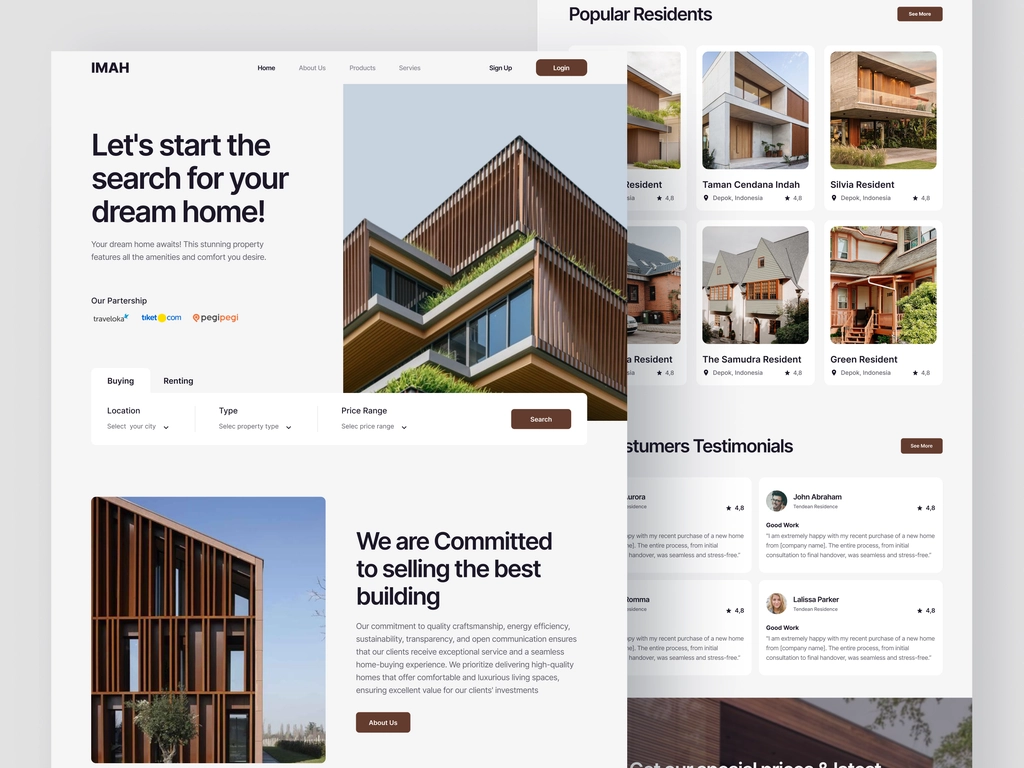 IMAH
Home
About Us
Products
Servies
Sign Up
Login
Let's start the
search for your
dream home!
Your dream home awaits! This stunning property
features all the amenities and comfort you desire.
Our Partership
traveloka
tiket com
pegipegi
Buying
Renting
Location
Select your city
Type
Selec property type
Price Range
Selec price range
Search
We are Committed
to selling the best
building
Our commitment to quality craftsmanship, energy efficiency,
sustainability, transparency, and open communication ensures
that our clients receive exceptional service and a seamless
home-buying experience. We prioritize delivering high-quality
homes that offer comfortable and luxurious living spaces,
ensuring excellent value for our clients' investments
About Us
Popular Residents
See More
Resident
4,8
Taman Cendana Indah
Depok, Indonesia
4,8
Silvia Resident
Depok, Indonesia
4,8
a Resident
4,8
The Samudra Resident
Depok, Indonesia
4,8
Green Resident
Depok, Indonesia
4,8
stumers Testimonials
See More
urora
esidence
4,8
py with my recent purchase of a new home
me]. The entire process, from initial
handover, was seamless and stress-free."
John Abraham
Tendean Residence
4,8
Good Work
"I am extremely happy with my recent purchase of a new home
from [company name]. The entire process, from initial
consultation to final handover, was seamless and stress-free."
omma
esidence
4,8
py with my recent purchase of a new home
me]. The entire process, from initial
handover, was seamless and stress-free."
Lalissa Parker
Tendean Residence
4,8
Good Work
"I am extremely happy with my recent purchase of a new home
from [company name]. The entire process, from initial
consultation to final handover, was seamless and stress-free."
Get our special prices & latest